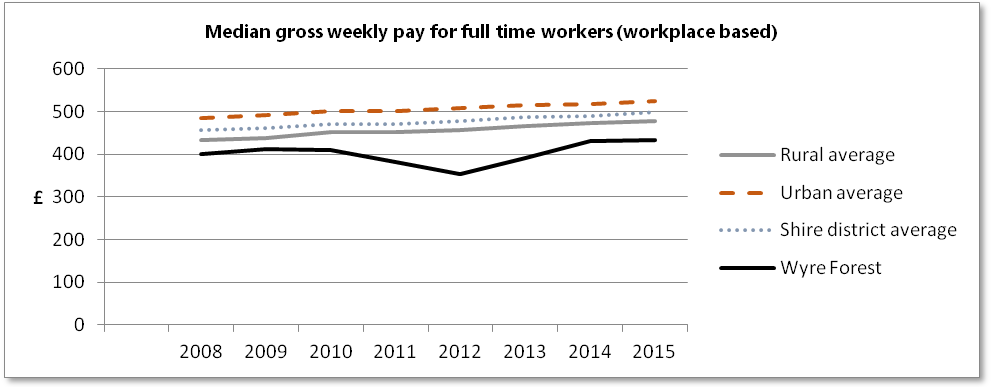 Median gross weekly pay for full time workers (workplace based)
600
500
400
300
200
100
0
£
2008 2009 2010 2011 2012 2013 2014 2015
Rural average
Urban average
Shire district average
Wyre Forest